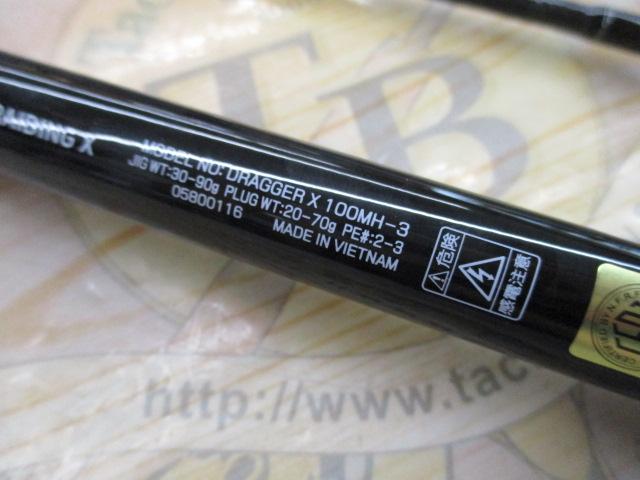 RAIDING X
MODEL NO: DRAGGER X 100MH-3
JIG WT:30-90g PLUG WT:20-70g PE#:2-3
05800116
MADE IN VIETNAM
危険
感電注意
TB
http://www.tac